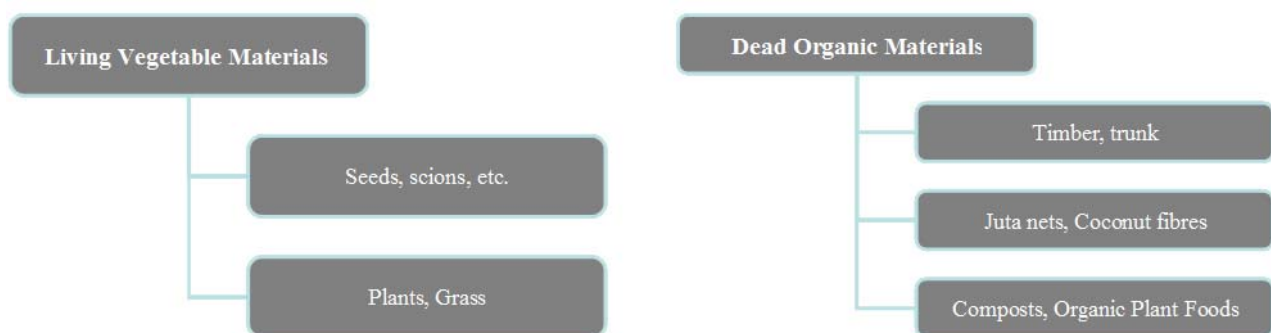 Living Vegetable Materials
Seeds, scions, etc.
Plants, Grass
Dead Organic Materials
Timber, trunk
Juta nets, Coconut fibres
Composts, Organic Plant Foods